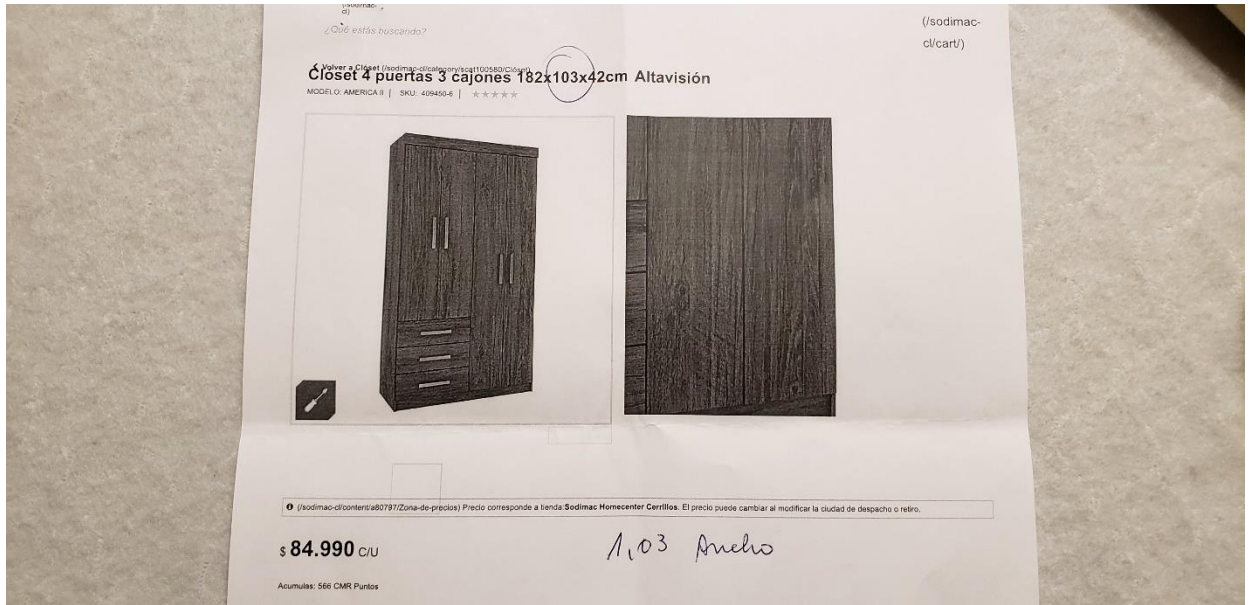 cl)
¿Qué estás buscando?
(/sodimac-
cl/cart/)
Volver a Clóset (/sodimac-cl/category/scat100580/Clóset)
Clóset 4 puertas 3 cajones 182x103x42cm Altavisión
MODELO: AMERICA II | SKU: 409450-6 | ★★★★★
(/sodimac-cl/content/a80797/Zona-de-precios) Precio corresponde a tienda:Sodimac Homecenter Cerrillos. El precio puede cambiar al modificar la ciudad de despacho o retiro.
$ 84.990 C/U
1,03 Ancho
Acumulas: 566 CMR Puntos